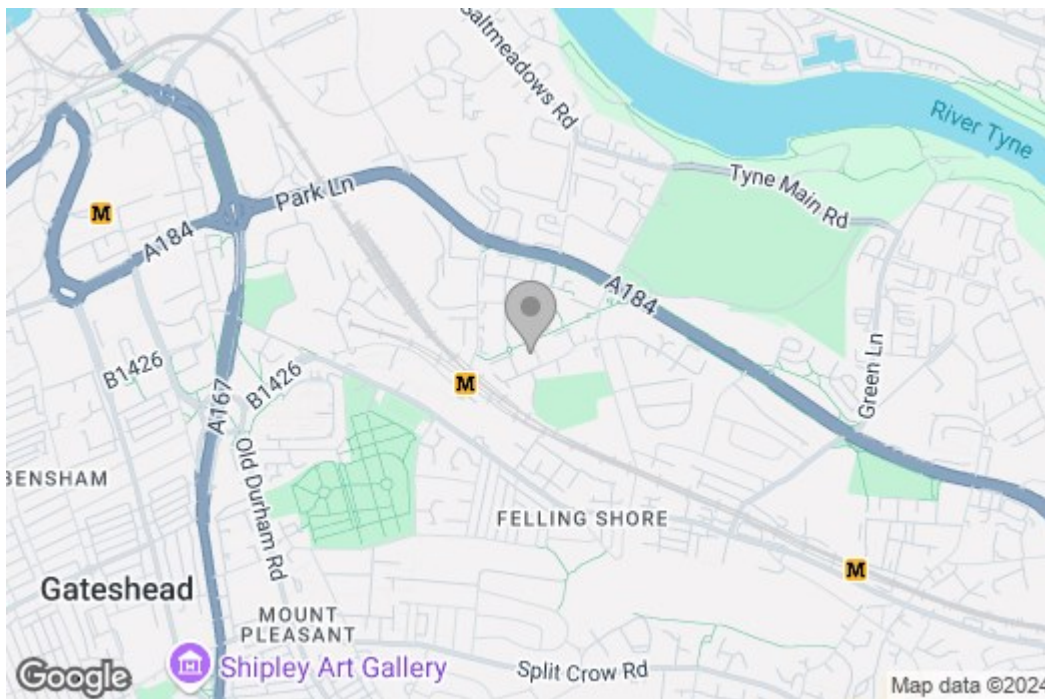 Saltmeadows Rd
River Tyne
Tyne Main Rd
Park Ln
M
A184
A184
B1426
B1426
A167
M
Green Ln
Old Durham Rd
BENSHAM
FELLING SHORE
M
Gateshead
MOUNT
PLEASANT
Shipley Art Gallery
Split Crow Rd
Google
Map data ©2024